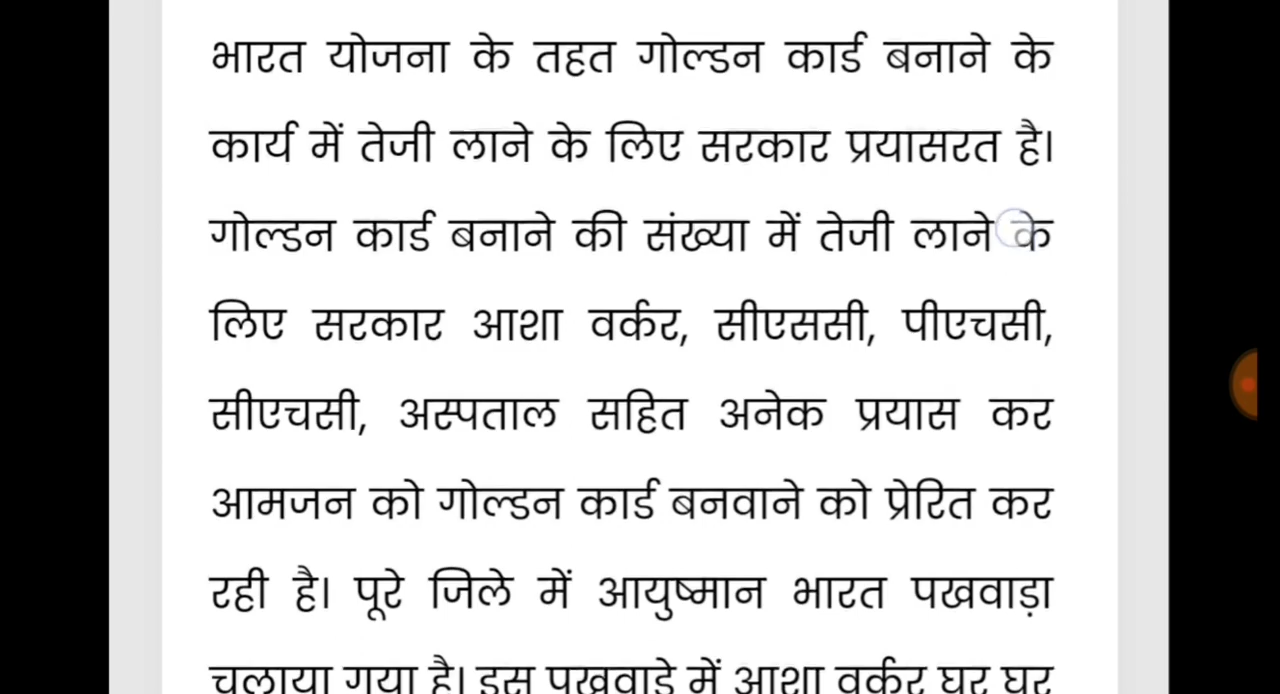 भारत योजना के तहत गोल्डन कार्ड बनाने के
कार्य में तेजी लाने के लिए सरकार प्रयासरत है।
गोल्डन कार्ड बनाने की संख्या में तेजी लाने के
लिए सरकार आशा वर्कर, सीएससी, पीएचसी,
सीएचसी, अस्पताल सहित अनेक प्रयास कर
आमजन को गोल्डन कार्ड बनवाने को प्रेरित कर
रही है। पूरे जिले में आयुष्मान भारत पखवाड़ा
चलाया गया है। इस पखवाड़े में आशा वर्कर घर घर